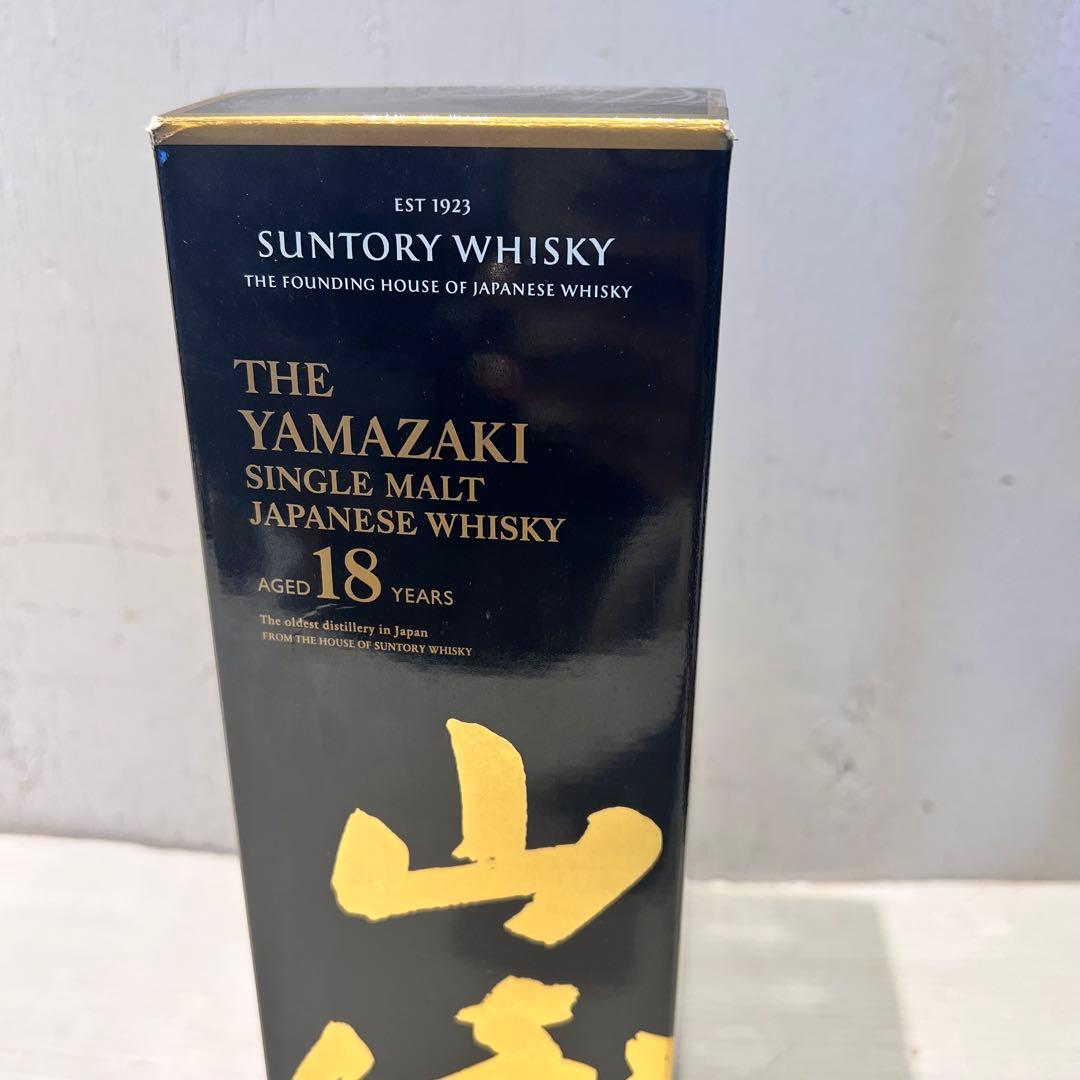 EST 1923
SUNTORY WHISKY
THE FOUNDING HOUSE OF JAPANESE WHISKY
THE
YAMAZAKI
SINGLE MALT
JAPANESE WHISKY
AGED 18 YEARS
The oldest distillery in Japan
FROM THE HOUSE OF SUNTORY WHISKY
山